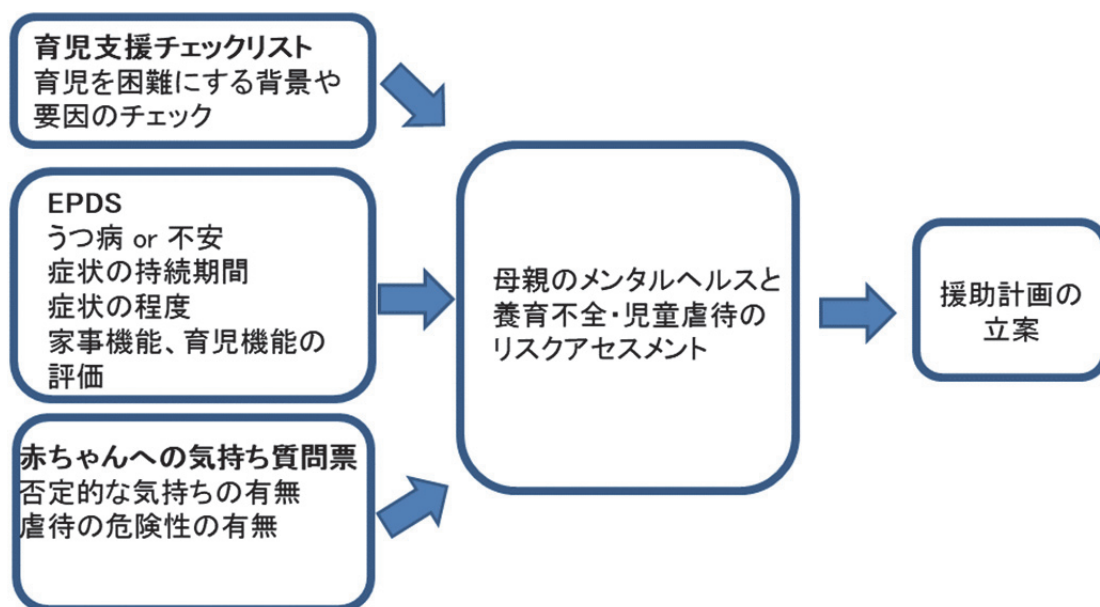 育児支援チェックリスト
育児を困難にする背景や
要因のチェック
EPDS
うつ病 or 不安
症状の持続期間
症状の程度
家事機能、育児機能の
評価
赤ちゃんへの気持ち質問票
否定的な気持ちの有無
虐待の危険性の有無
母親のメンタルヘルスと
養育不全・児童虐待の
リスクアセスメント
援助計画の
立案